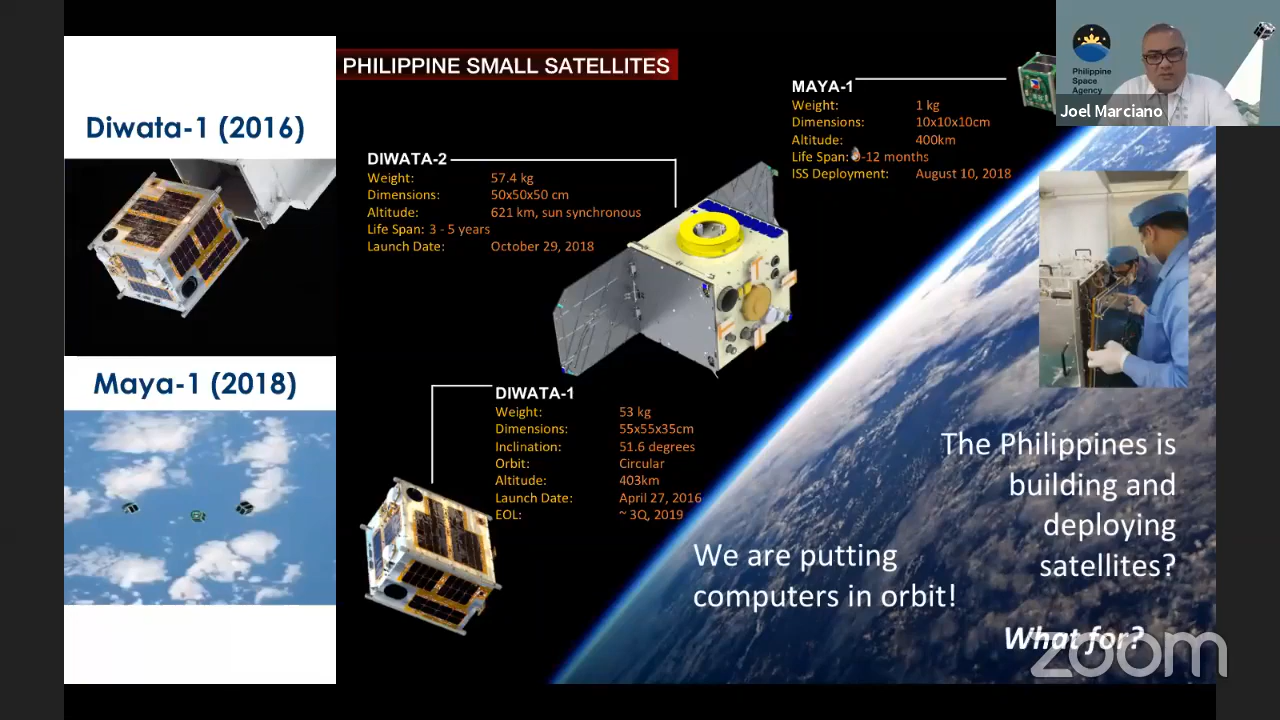 PHILIPPINE SMALL SATELLITES
Diwata-1 (2016)
Maya-1 (2018)
DIWATA-2
Weight: 57.4 kg
Dimensions: 50x50x50 cm
Altitude: 621 km, sun synchronous
Life Span: 3 - 5 years
Launch Date: October 29, 2018
MAYA-1
Weight: 1 kg
Dimensions: 10x10x10cm
Altitude: 400km
Life Span: -12 months
ISS Deployment: August 10, 2018
DIWATA-1
Weight: 53 kg
Dimensions: 55x55x35cm
Inclination: 51.6 degrees
Orbit: Circular
Altitude: 403km
Launch Date: April 27, 2016
EOL: ~ 3Q, 2019
We are putting
computers in orbit!
The Philippines is
building and
deploying
satellites?
What for?
zoom
Philippine
Space
Agency
Joel Marciano